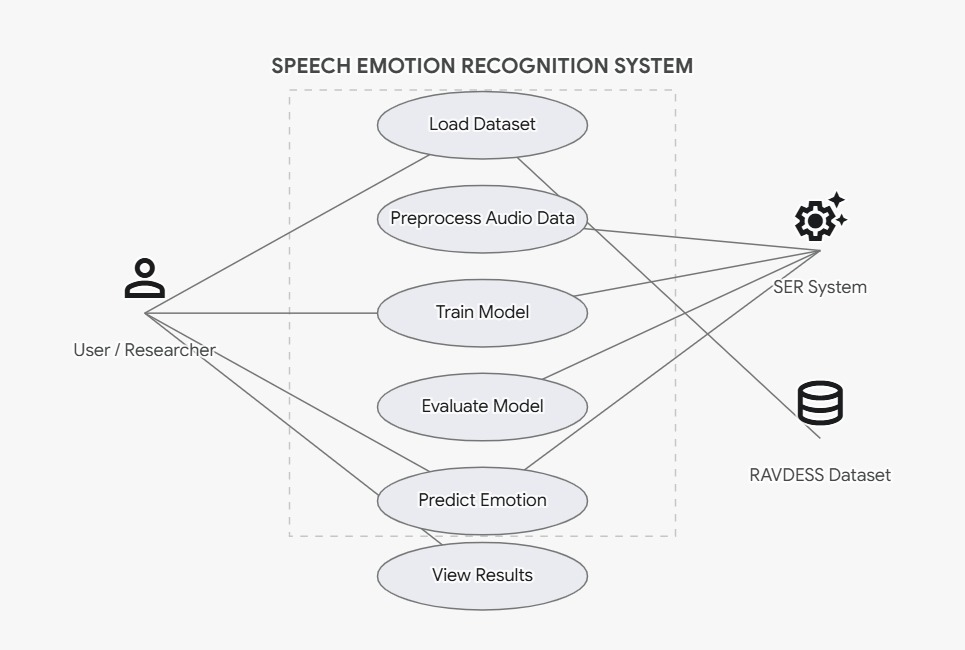 SPEECH EMOTION RECOGNITION SYSTEM
Load Dataset
Preprocess Audio Data
Train Model
Evaluate Model
Predict Emotion
View Results
User / Researcher
SER System
RAVDESS Dataset